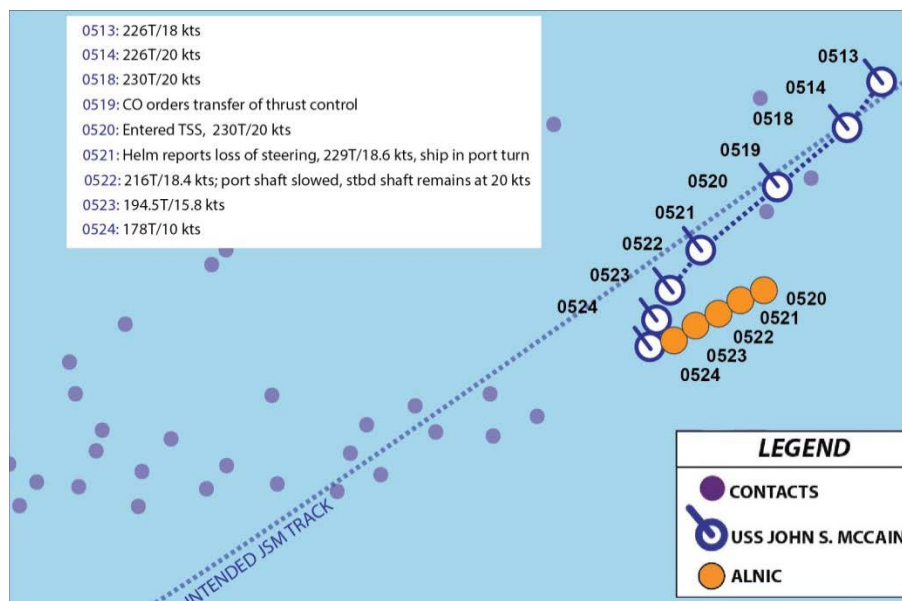 0513: 226T/18 kts
0514: 226T/20 kts
0518: 230T/20 kts
0519: CO orders transfer of thrust control
0520: Entered TSS, 230T/20 kts
0521: Helm reports loss of steering, 229T/18.6 kts, ship in port turn
0522: 216T/18.4 kts; port shaft slowed, stbd shaft remains at 20 kts
0523: 194.5T/15.8 kts
0524: 178T/10 kts
0513
0514
0518
0519
0520
0521
0522
0523
0524
0520
0521
0522
0523
0524
INTENDED JSM TRACK
LEGEND
CONTACTS
USS JOHN S. MCCAIN
ALNIC